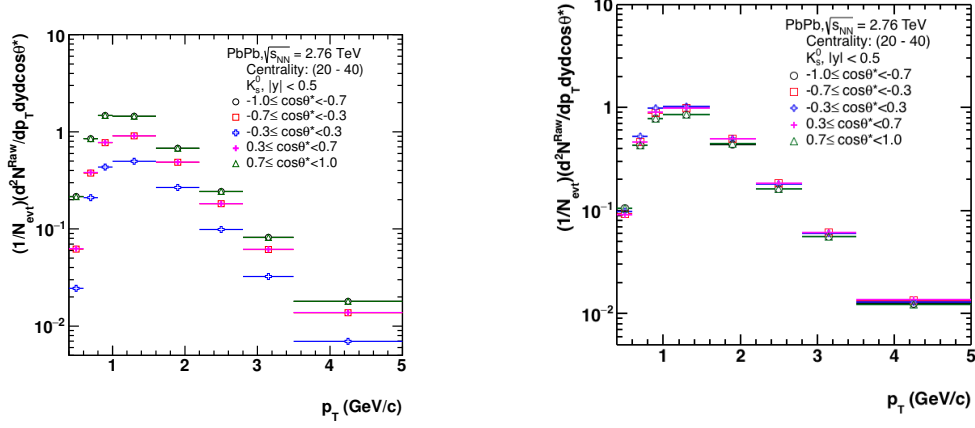 (1/N_evt)(d²N^Raw/dp_T dydcosθ*)
10
1
10⁻¹
10⁻²
PbPb,√s_NN = 2.76 TeV
Centrality: (20 - 40)
K_s^0, |y| < 0.5
-1.0≤ cosθ*<-0.7
-0.7≤ cosθ*<-0.3
-0.3≤ cosθ*<0.3
0.3≤ cosθ*<0.7
0.7≤ cosθ*<1.0
1 2 3 4 5
p_T (GeV/c)
(1/N_evt)(d²N^Raw/dp_T dydcosθ*)
10
1
10⁻¹
10⁻²
PbPb,√s_NN = 2.76 TeV
Centrality: (20 - 40)
K_s^0, |y| < 0.5
-1.0≤ cosθ*<-0.7
-0.7≤ cosθ*<-0.3
-0.3≤ cosθ*<0.3
0.3≤ cosθ*<0.7
0.7≤ cosθ*<1.0
1 2 3 4 5
p_T (GeV/c)